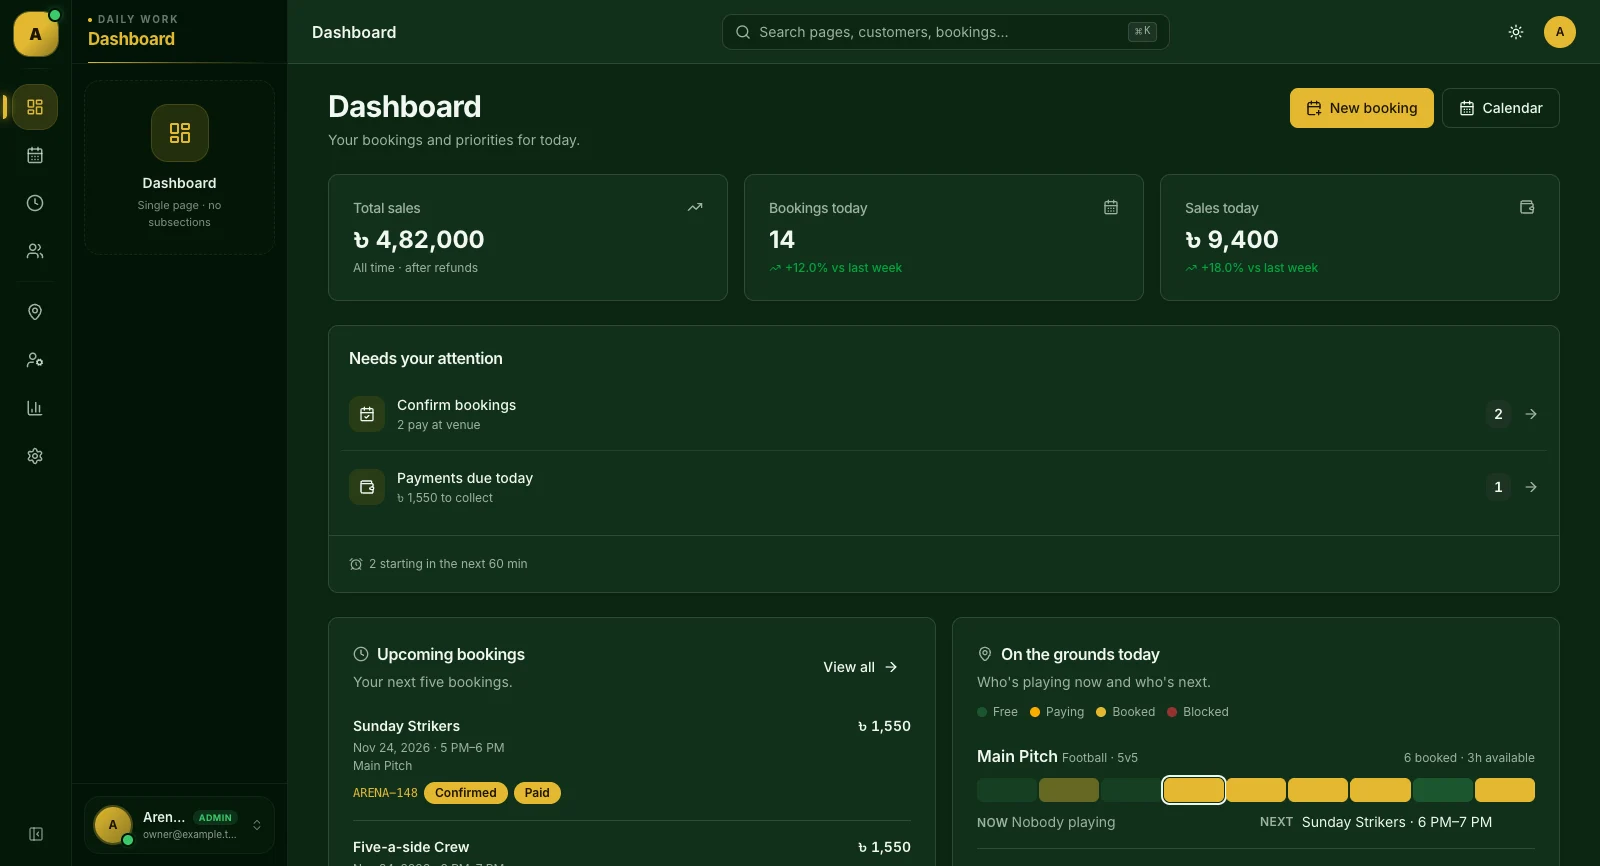 A
DAILY WORK
Dashboard
Dashboard
Single page · no
subsections
Aren... ADMIN
A
owner@example.t...
Dashboard
Search pages, customers, bookings...
⌘K
A
Dashboard
Your bookings and priorities for today.
New booking
Calendar
Total sales
৳ 4,82,000
All time · after refunds
Bookings today
14
+12.0% vs last week
Sales today
৳ 9,400
+18.0% vs last week
Needs your attention
Confirm bookings
2 pay at venue
2
Payments due today
৳ 1,550 to collect
1
2 starting in the next 60 min
Upcoming bookings
Your next five bookings.
View all
Sunday Strikers
৳ 1,550
Nov 24, 2026 · 5 PM–6 PM
Main Pitch
ARENA-148 Confirmed Paid
Five-a-side Crew
৳ 1,550
On the grounds today
Who's playing now and who's next.
Free Paying Booked Blocked
Main Pitch Football · 5v5
6 booked · 3h available
NOW Nobody playing
NEXT Sunday Strikers · 6 PM–7 PM